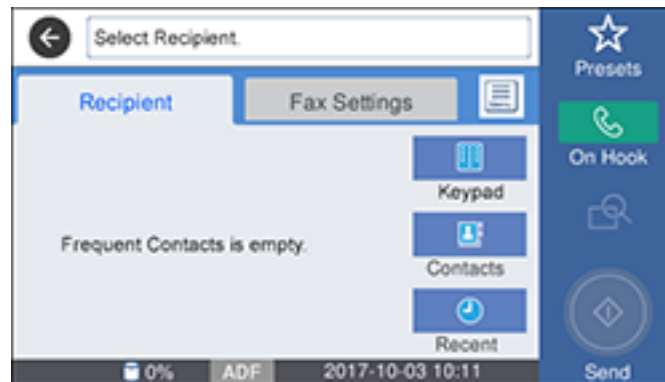 Select Recipient.
Presets
Recipient
Fax Settings
On Hook
Keypad
Frequent Contacts is empty.
Contacts
Recent
0%
ADF
2017-10-03 10:11
Send